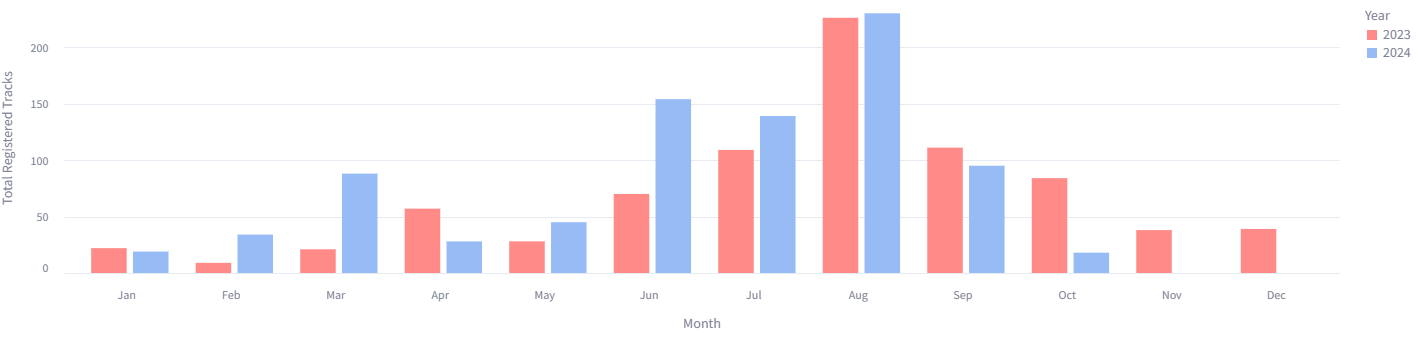 Year
2023
2024
Total Registered Tracks
200
150
100
50
0
Jan Feb Mar Apr May Jun Jul Aug Sep Oct Nov Dec
Month